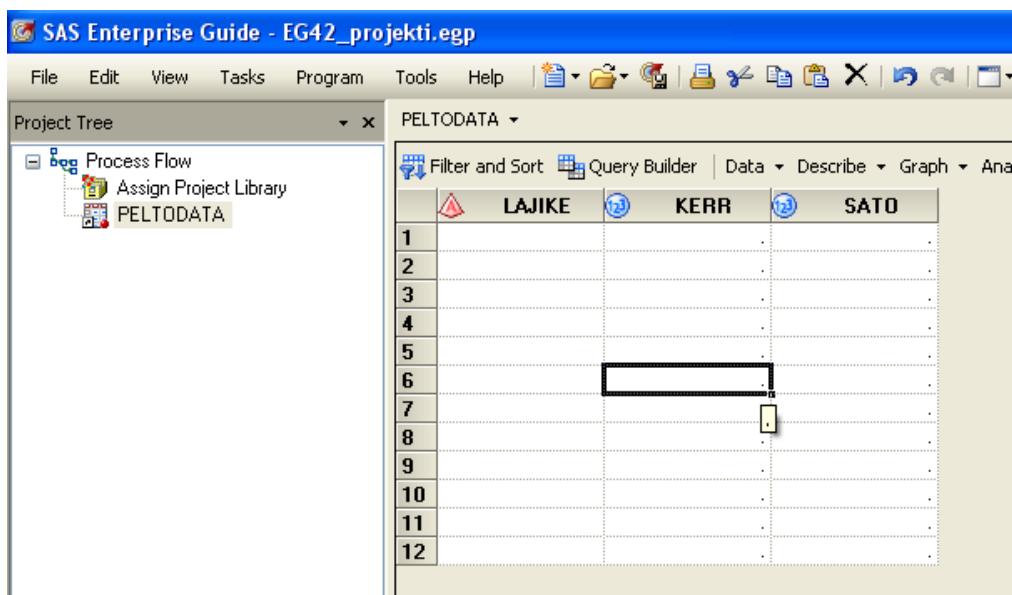 SAS Enterprise Guide - EG42_projekti.egp
File Edit View Tasks Program Tools Help
Project Tree
PELTODATA
Process Flow
Assign Project Library
PELTODATA
Filter and Sort Query Builder Data Describe Graph Ana
LAJIKE KERR SATO
1 . .
2 . .
3 . .
4 . .
5 . .
6 . .
7 .
.
8 . .
9 . .
10 . .
11 . .
12 . .